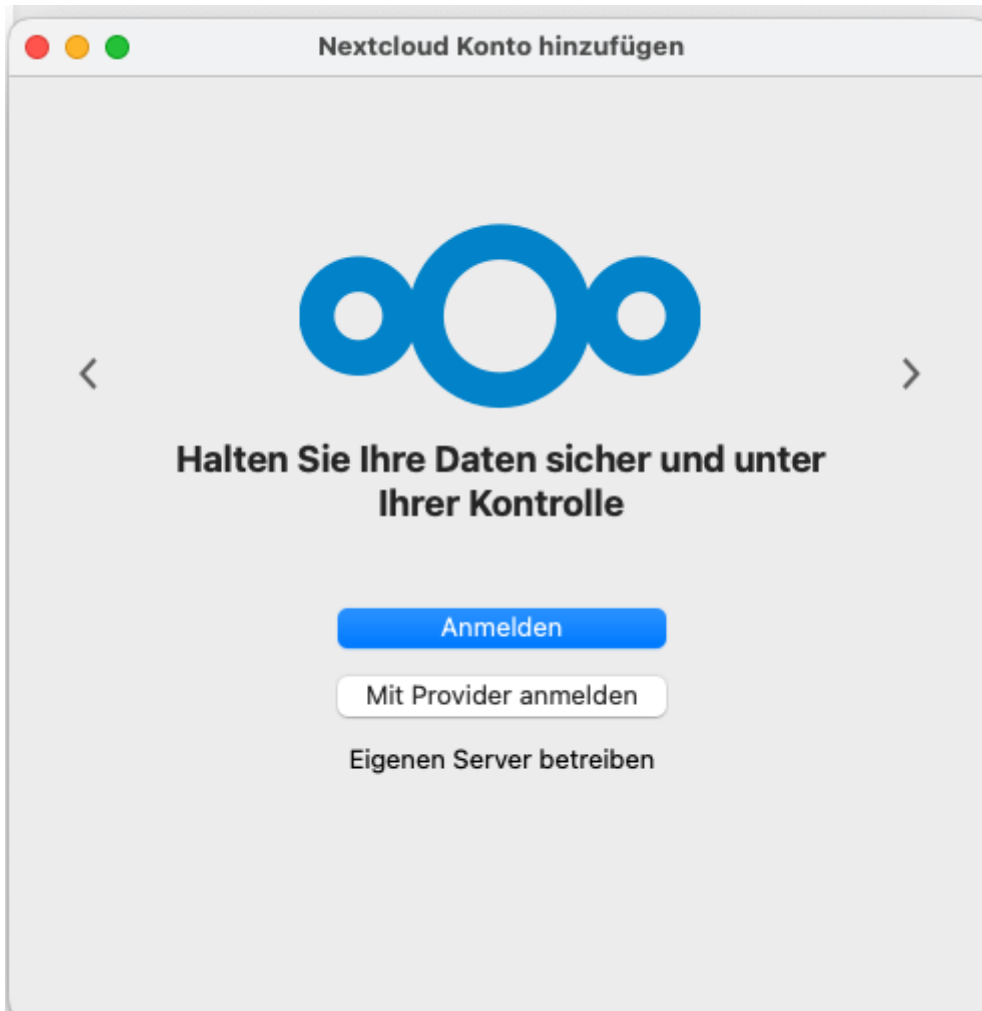 Nextcloud Konto hinzufügen
Halten Sie Ihre Daten sicher und unter
Ihrer Kontrolle
Anmelden
Mit Provider anmelden
Eigenen Server betreiben